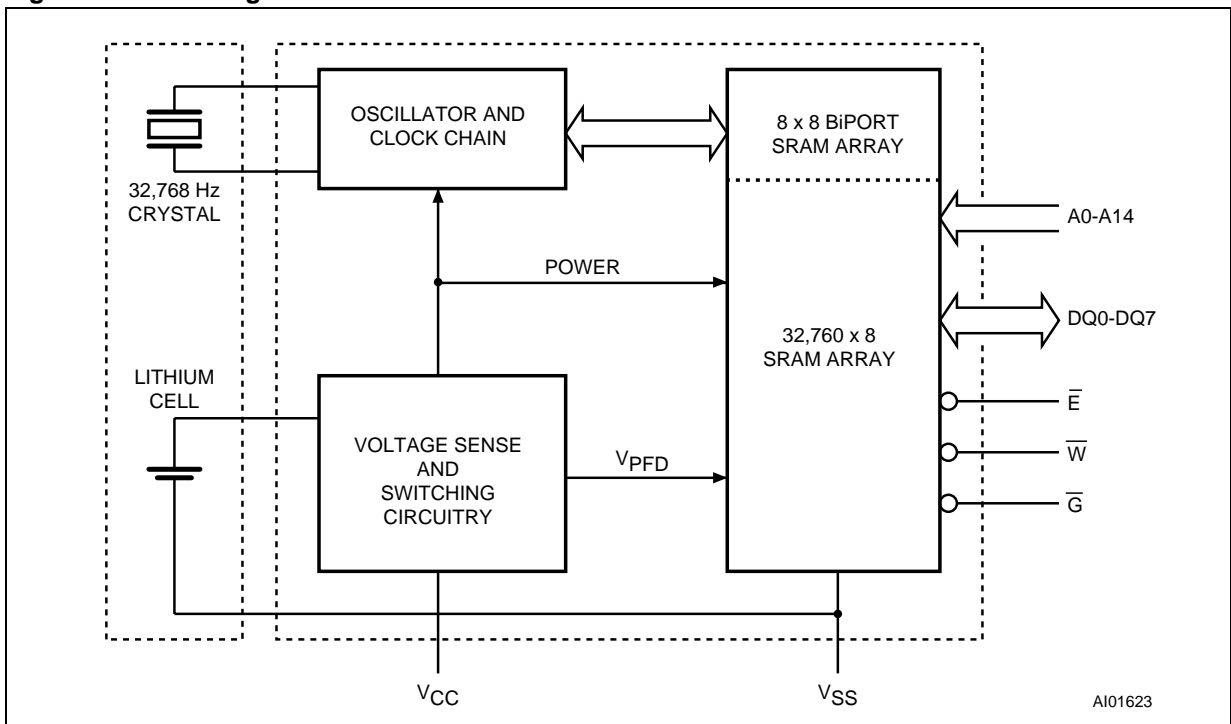 OSCILLATOR AND
CLOCK CHAIN
8 x 8 BiPORT
SRAM ARRAY
32,768 Hz
CRYSTAL
A0-A14
POWER
DQ0-DQ7
32,760 x 8
SRAM ARRAY
LITHIUM
CELL
E̅
VOLTAGE SENSE
AND
SWITCHING
CIRCUITRY
VPFD
W̅
G̅
VCC
VSS
AI01623